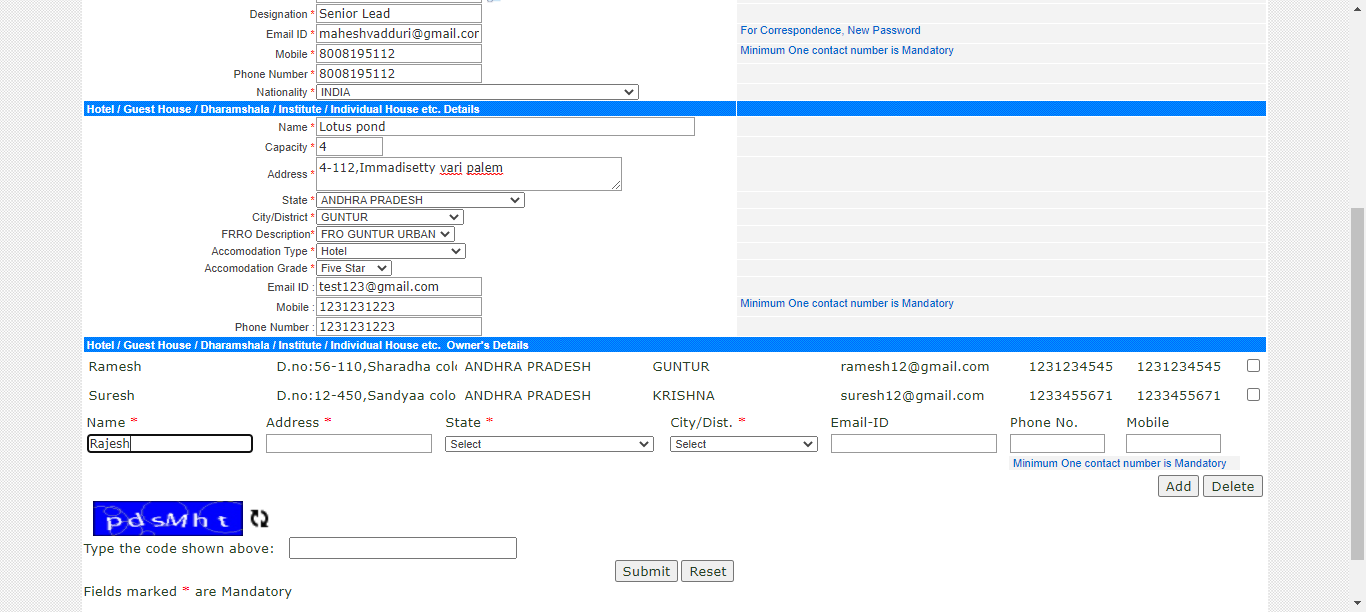 Designation * Senior Lead
Email ID * maheshvadduri@gmail.cor For Correspondence, New Password
Mobile * 8008195112 Minimum One contact number is Mandatory
Phone Number * 8008195112
Nationality * INDIA
Hotel / Guest House / Dharamshala / Institute / Individual House etc. Details
Name * Lotus pond
Capacity * 4
Address * 4-112,Immadisetty vari palem
State * ANDHRA PRADESH
City/District * GUNTUR
FRRO Description* FRO GUNTUR URBAN
Accomodation Type * Hotel
Accomodation Grade * Five Star
Email ID : test123@gmail.com
Mobile : 1231231223 Minimum One contact number is Mandatory
Phone Number : 1231231223
Hotel / Guest House / Dharamshala / Institute / Individual House etc. Owner's Details
Ramesh D.no:56-110,Sharadha colo ANDHRA PRADESH GUNTUR ramesh12@gmail.com 1231234545 1231234545
Suresh D.no:12-450,Sandyaa colo ANDHRA PRADESH KRISHNA suresh12@gmail.com 1233455671 1233455671
Name * Address * State * City/Dist. * Email-ID Phone No. Mobile
Rajesh Select Select
Minimum One contact number is Mandatory
Add Delete
pdsMht
Type the code shown above:
Submit Reset
Fields marked * are Mandatory